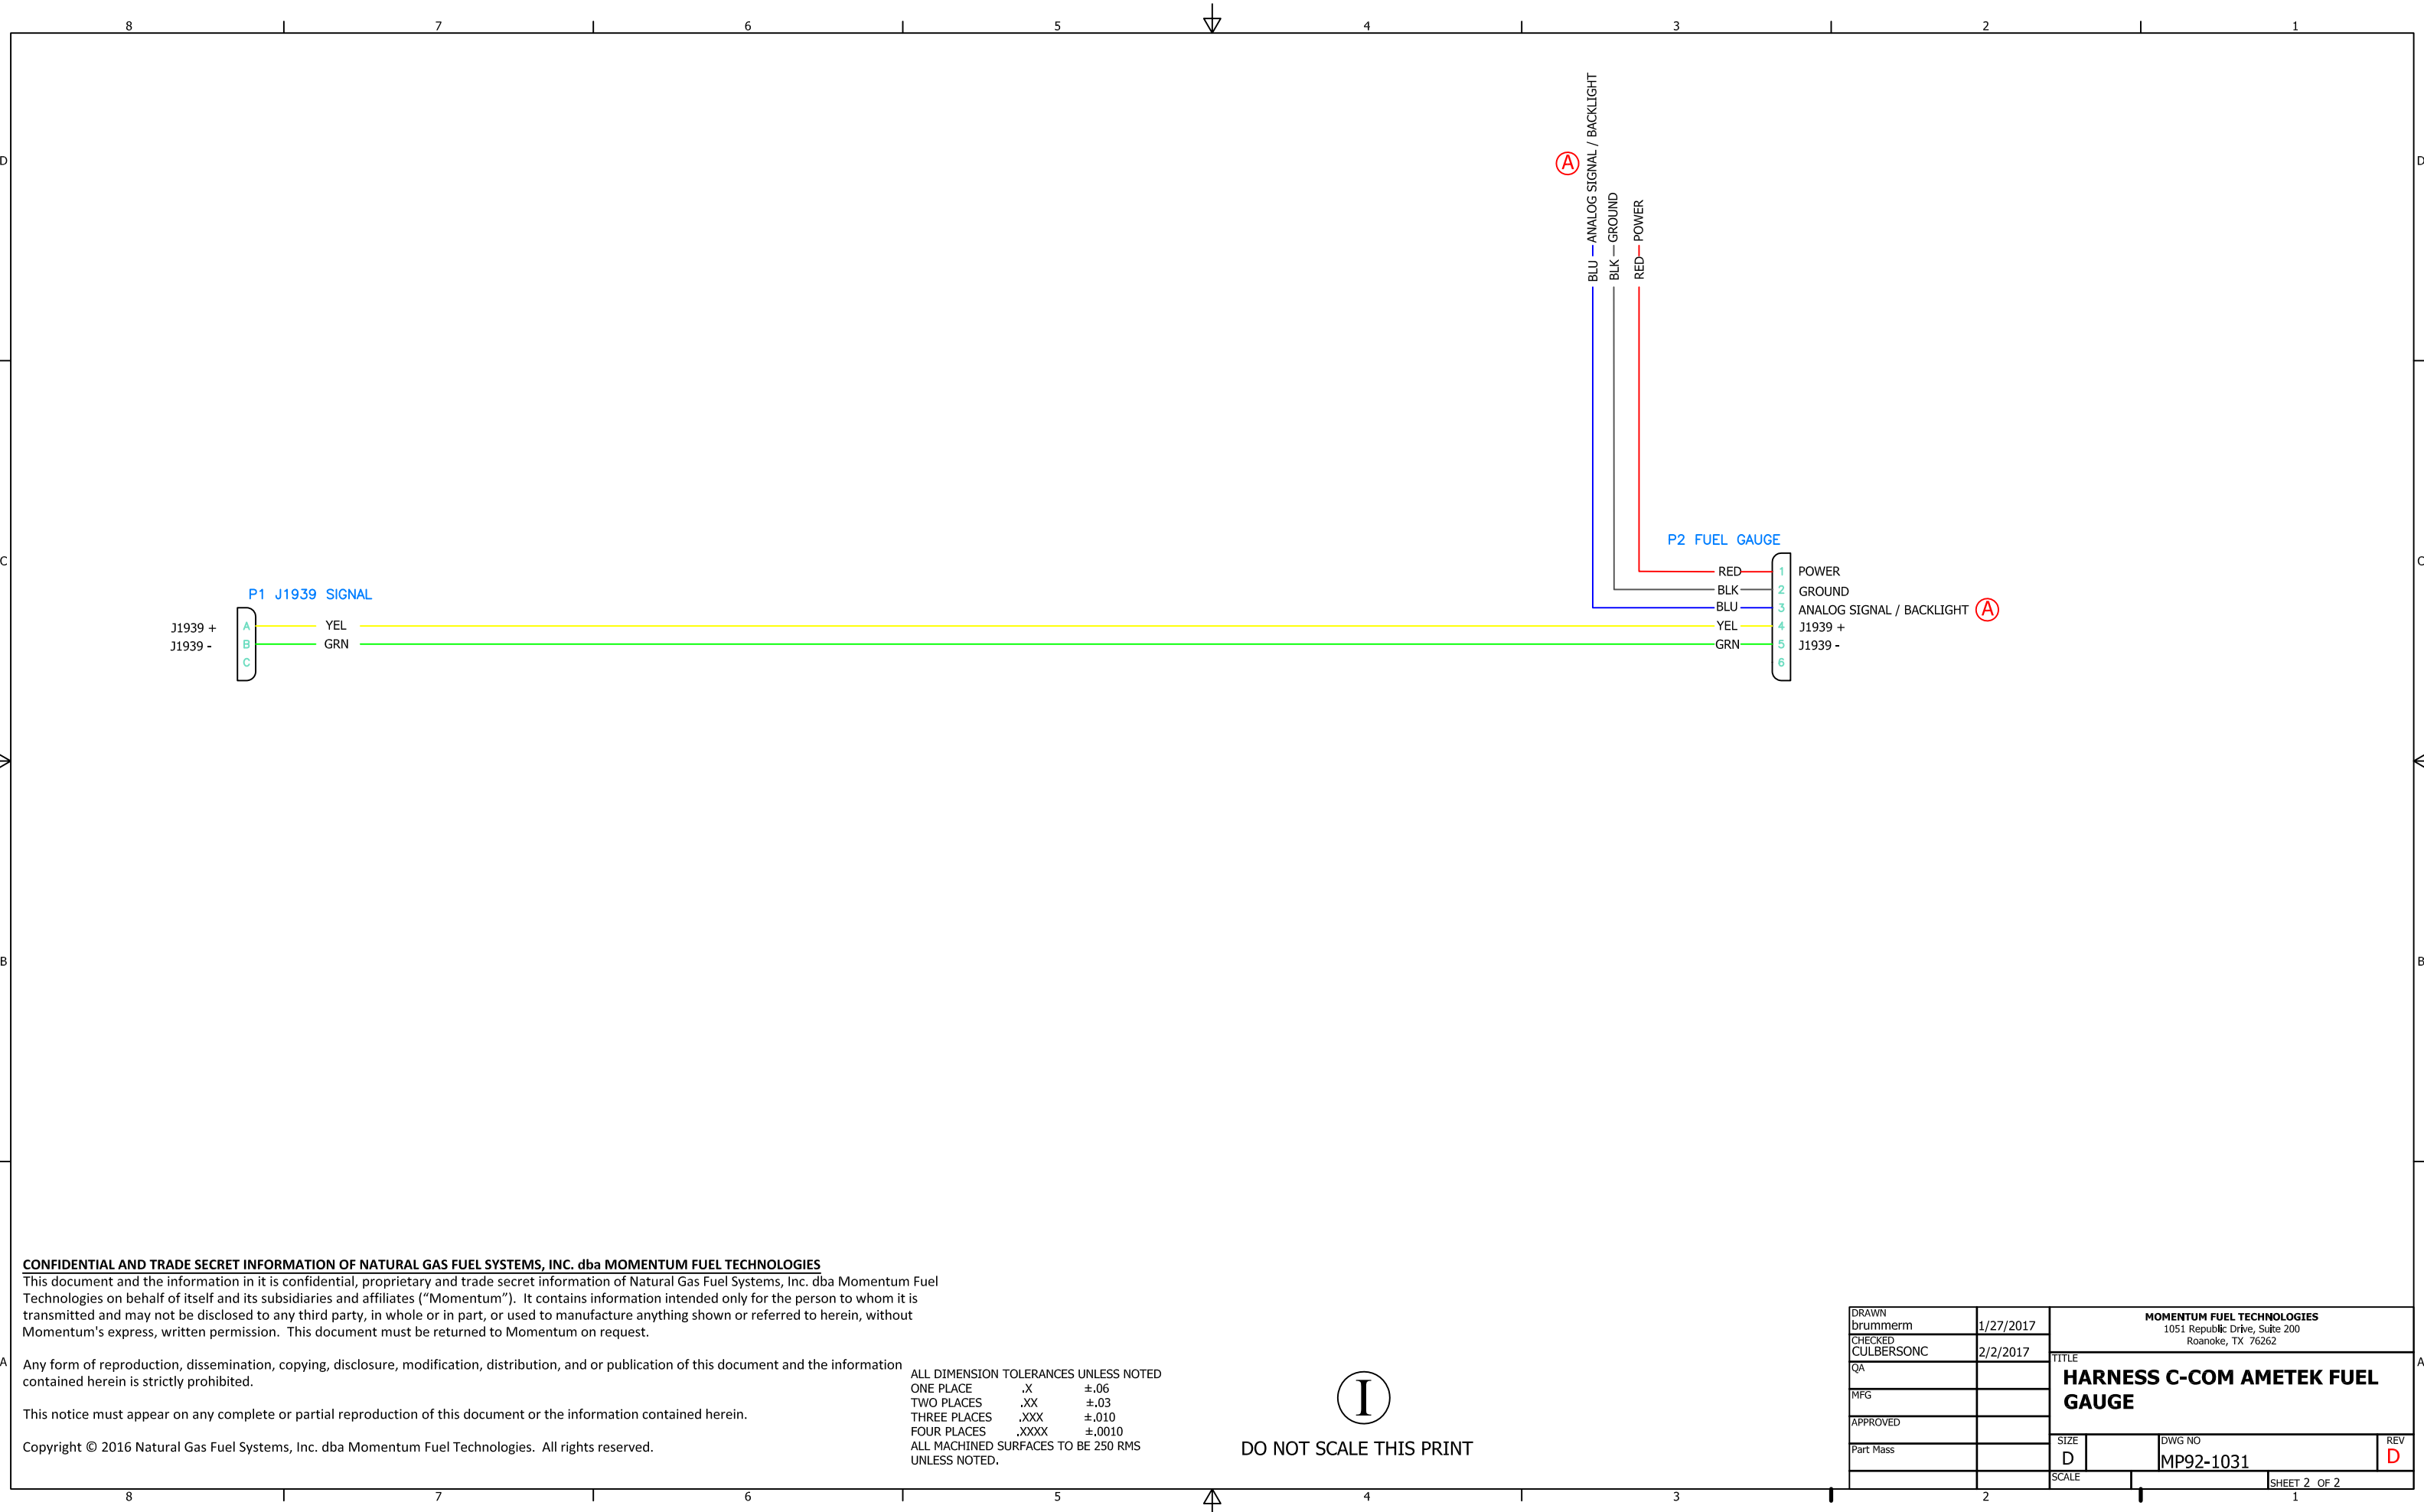 8 7 6 5 4 3 2 1
D D
ANALOG SIGNAL / BACKLIGHT
A
GROUND
POWER
BLU
BLK
RED
C C
P2 FUEL GAUGE
RED 1 POWER
BLK 2 GROUND
BLU 3 ANALOG SIGNAL / BACKLIGHT A
YEL 4 J1939 +
GRN 5 J1939 -
6
P1 J1939 SIGNAL
J1939 + A YEL
J1939 - B GRN
C
B B
CONFIDENTIAL AND TRADE SECRET INFORMATION OF NATURAL GAS FUEL SYSTEMS, INC. dba MOMENTUM FUEL TECHNOLOGIES
This document and the information in it is confidential, proprietary and trade secret information of Natural Gas Fuel Systems, Inc. dba Momentum Fuel
Technologies on behalf of itself and its subsidiaries and affiliates (“Momentum”). It contains information intended only for the person to whom it is
transmitted and may not be disclosed to any third party, in whole or in part, or used to manufacture anything shown or referred to herein, without
Momentum's express, written permission. This document must be returned to Momentum on request.
Any form of reproduction, dissemination, copying, disclosure, modification, distribution, and or publication of this document and the information
contained herein is strictly prohibited.
This notice must appear on any complete or partial reproduction of this document or the information contained herein.
Copyright © 2016 Natural Gas Fuel Systems, Inc. dba Momentum Fuel Technologies. All rights reserved.
A A
ALL DIMENSION TOLERANCES UNLESS NOTED
ONE PLACE .X ±.06
TWO PLACES .XX ±.03
THREE PLACES .XXX ±.010
FOUR PLACES .XXXX ±.0010
ALL MACHINED SURFACES TO BE 250 RMS
UNLESS NOTED.
I
DO NOT SCALE THIS PRINT
DRAWN
brummerm 1/27/2017
CHECKED
CULBERSONC 2/2/2017
QA
MFG
APPROVED
Part Mass
MOMENTUM FUEL TECHNOLOGIES
1051 Republic Drive, Suite 200
Roanoke, TX 76262
TITLE
HARNESS C-COM AMETEK FUEL
GAUGE
SIZE
D
DWG NO
MP92-1031
REV
D
SCALE
SHEET 2 OF 2
8 7 6 5 4 3 2 1